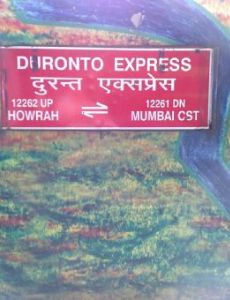 DURONTO EXPRESS
दुरन्त एक्सप्रेस
12262 UP 12261 DN
HOWRAH ⇌ MUMBAI CST